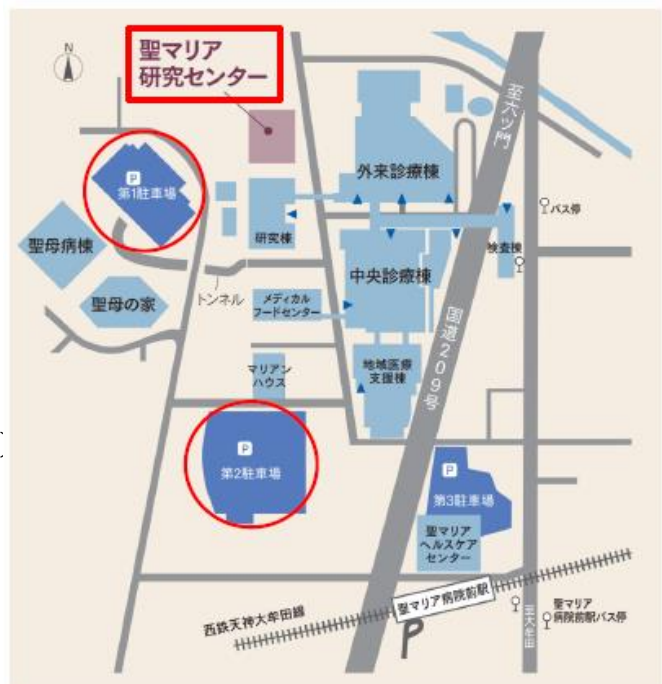 N
聖マリア
研究センター
至六ツ門
P
第1駐車場
外来診療棟
バス停
聖母病棟
研究棟
検査棟
中央診療棟
聖母の家
トンネル
メディカル
フードセンター
国道209号
マリアン
ハウス
地域医療
支援棟
P
第2駐車場
P
第3駐車場
聖マリア
ヘルスケア
センター
聖マリア病院前駅
西鉄天神大牟田線
P
至大牟田
聖マリア
病院前駅バス停